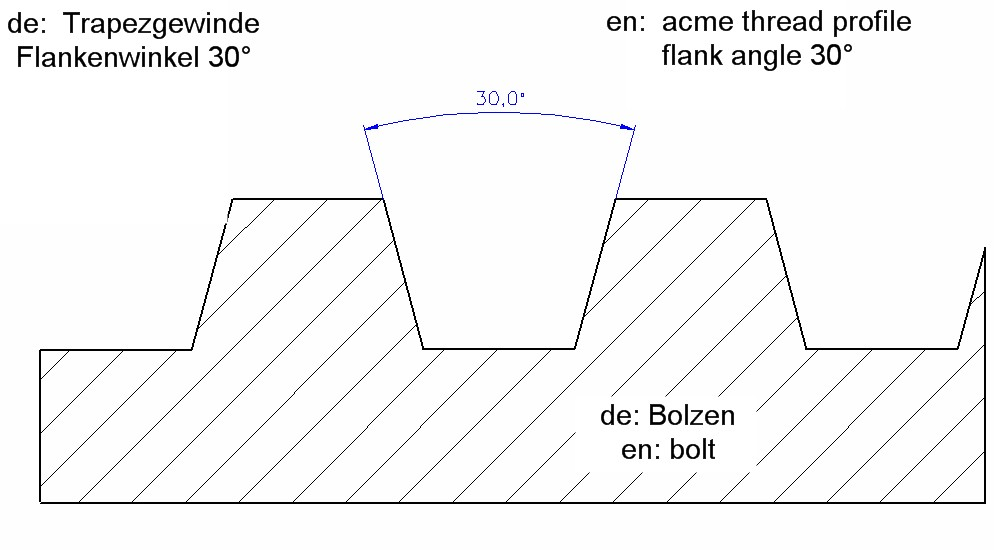 de: Trapezgewinde
Flankenwinkel 30°
en: acme thread profile
flank angle 30°
30,0°
de: Bolzen
en: bolt